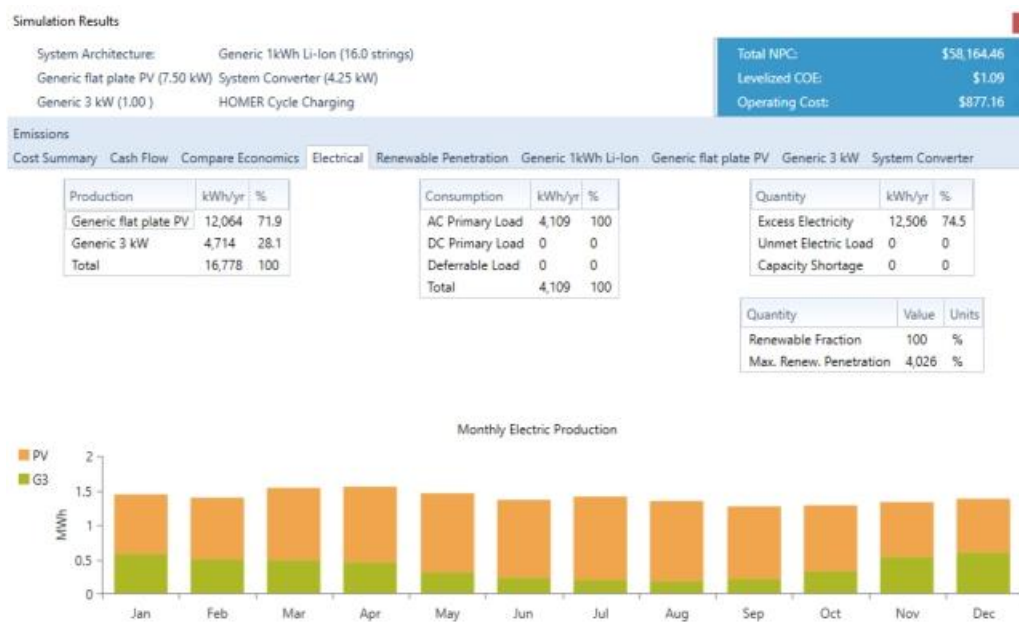 Simulation Results
System Architecture: Generic 1kWh Li-Ion (16.0 strings)
Generic flat plate PV (7.50 kW) System Converter (4.25 kW)
Generic 3 kW (1.00 ) HOMER Cycle Charging
Total NPC: $58,164.46
Levelized COE: $1.09
Operating Cost: $877.16
Emissions
Cost Summary Cash Flow Compare Economics Electrical Renewable Penetration Generic 1kWh Li-Ion Generic flat plate PV Generic 3 kW System Converter
Production kWh/yr %
Generic flat plate PV 12,064 71.9
Generic 3 kW 4,714 28.1
Total 16,778 100
Consumption kWh/yr %
AC Primary Load 4,109 100
DC Primary Load 0 0
Deferrable Load 0 0
Total 4,109 100
Quantity kWh/yr %
Excess Electricity 12,506 74.5
Unmet Electric Load 0 0
Capacity Shortage 0 0
Quantity Value Units
Renewable Fraction 100 %
Max. Renew. Penetration 4,026 %
Monthly Electric Production
PV
G3
MWh
2
1.5
1
0.5
0
Jan Feb Mar Apr May Jun Jul Aug Sep Oct Nov Dec